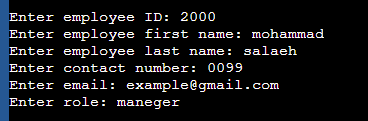 Enter employee ID: 2000
Enter employee first name: mohammad
Enter employee last name: salaeh
Enter contact number: 0099
Enter email: example@gmail.com
Enter role: maneger